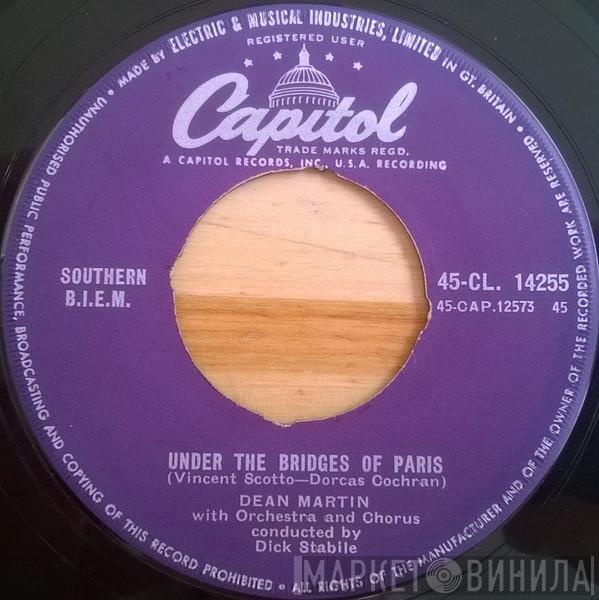 MADE BY ELECTRIC & MUSICAL INDUSTRIES, LIMITED IN GT. BRITAIN • ALL RIGHTS OF THE MANUFACTURER AND OF THE OWNER OF THE RECORDED WORK ARE RESERVED • UNAUTHORISED PUBLIC PERFORMANCE, BROADCASTING AND COPYING OF THIS RECORD PROHIBITED •
REGISTERED USER
Capitol
TRADE MARKS REGD.
A CAPITOL RECORDS, INC., U.S.A. RECORDING
SOUTHERN
B.I.E.M.
45-CL. 14255
45-CAP.12573 45
UNDER THE BRIDGES OF PARIS
(Vincent Scotto—Dorcas Cochran)
DEAN MARTIN
with Orchestra and Chorus
conducted by
Dick Stabile
МАРКЕТ ВИНИЛА